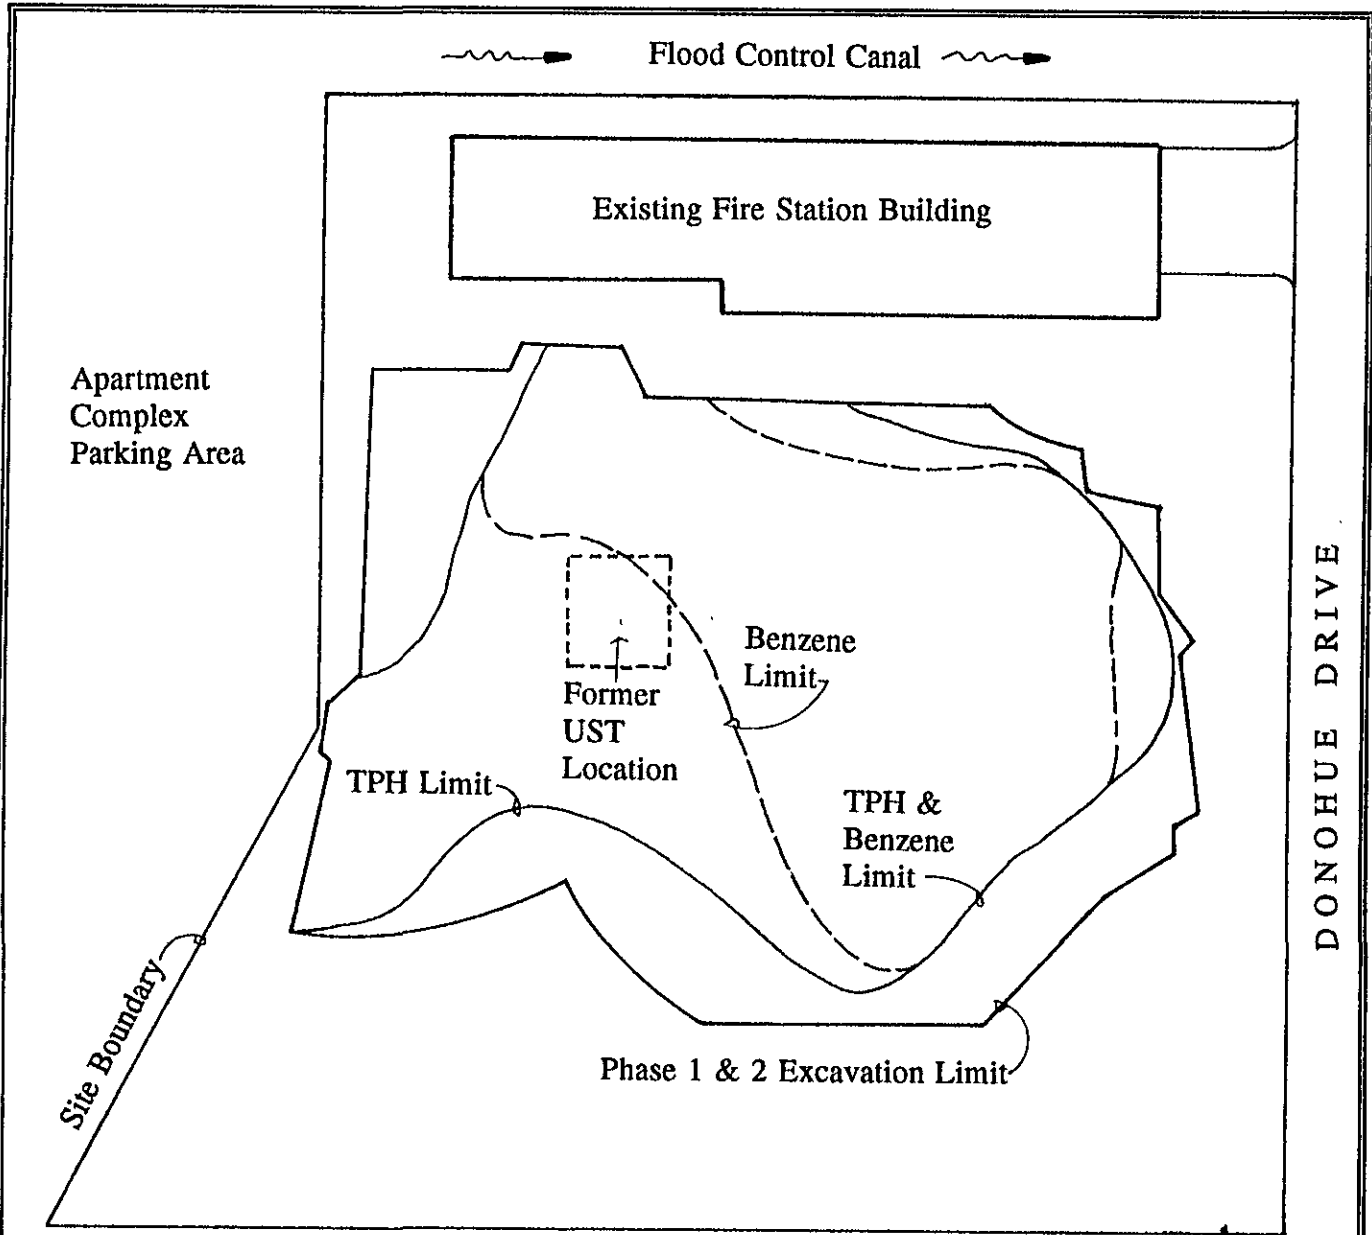 Flood Control Canal
Existing Fire Station Building
Apartment
Complex
Parking Area
Benzene
Limit
Former
UST
Location
TPH Limit
TPH &
Benzene
Limit
DONOHUE DRIVE
Site Boundary
Phase 1 & 2 Excavation Limit